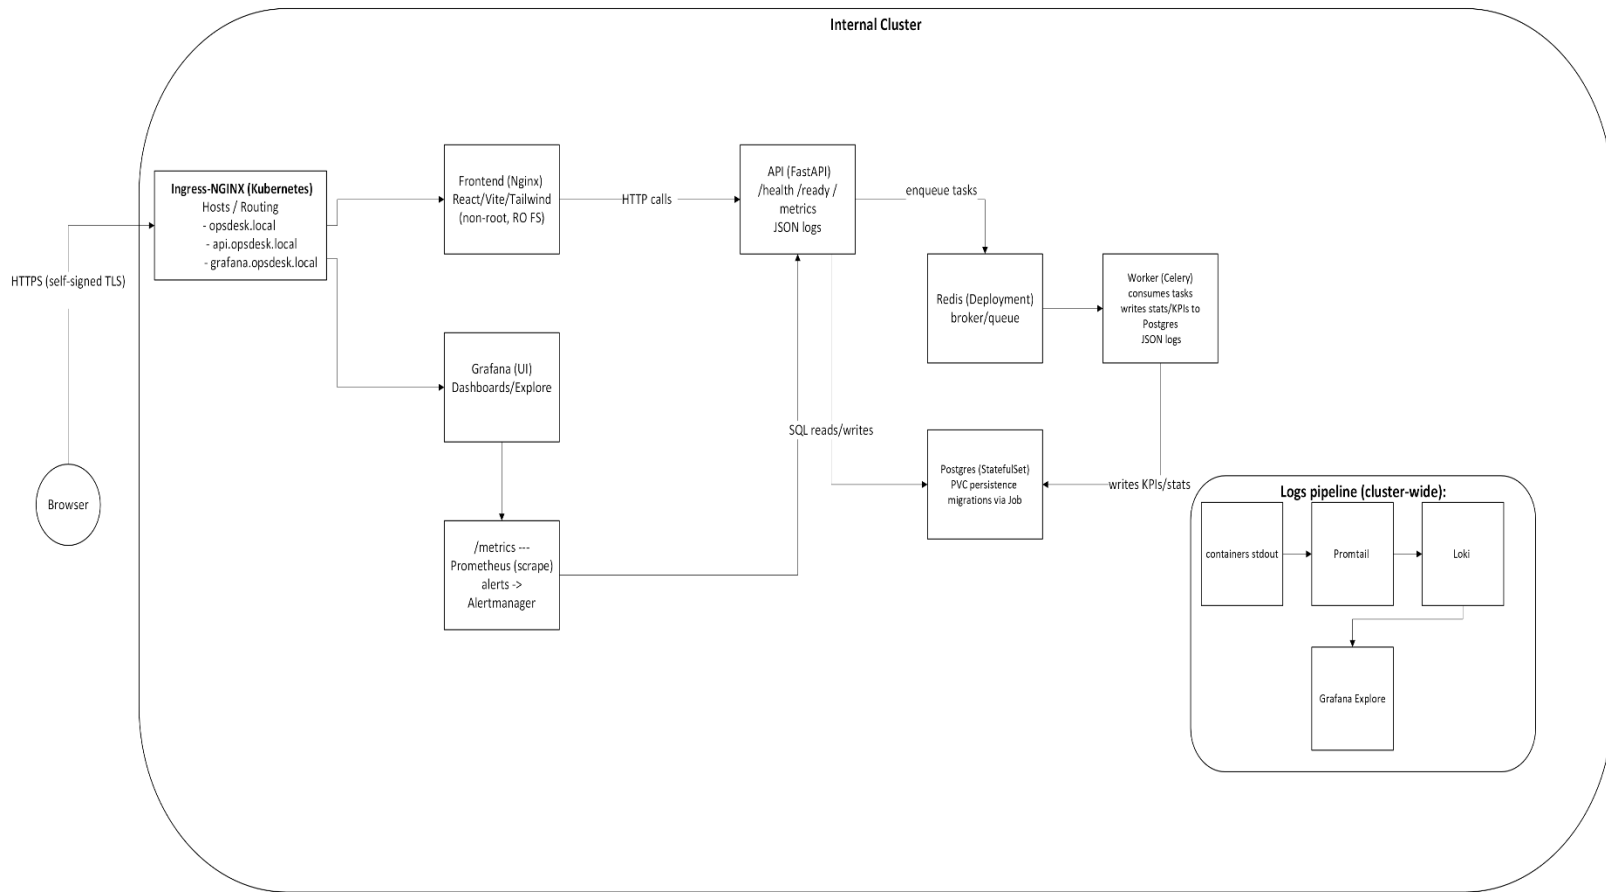 Internal Cluster
Ingress-NGINX (Kubernetes)
Hosts / Routing
- opsdesk.local
- api.opsdesk.local
- grafana.opsdesk.local
HTTPS (self-signed TLS)
Browser
Frontend (Nginx)
React/Vite/Tailwind
(non-root, RO FS)
HTTP calls
API (FastAPI)
/health /ready /
metrics
JSON logs
enqueue tasks
Redis (Deployment)
broker/queue
Worker (Celery)
consumes tasks
writes stats/KPIs to
Postgres
JSON logs
Grafana (UI)
Dashboards/Explore
SQL reads/writes
Postgres (StatefulSet)
PVC persistence
migrations via Job
writes KPIs/stats
/metrics ---
Prometheus (scrape)
alerts ->
Alertmanager
Logs pipeline (cluster-wide):
containers stdout
Promtail
Loki
Grafana Explore